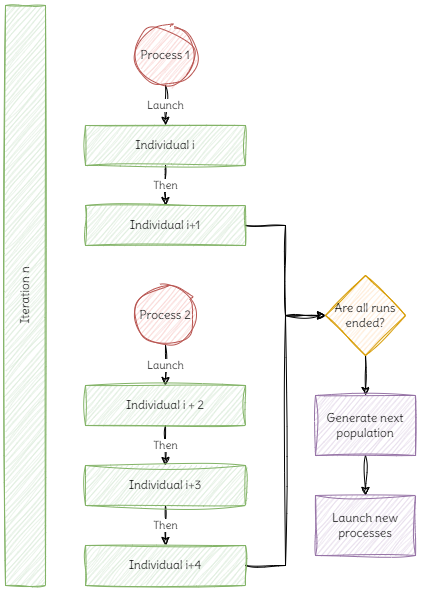 Iteration n
Process 1
Launch
Individual i
Then
Individual i+1
Process 2
Launch
Individual i + 2
Then
Individual i+3
Then
Individual i+4
Are all runs
ended?
Generate next
population
Launch new
processes